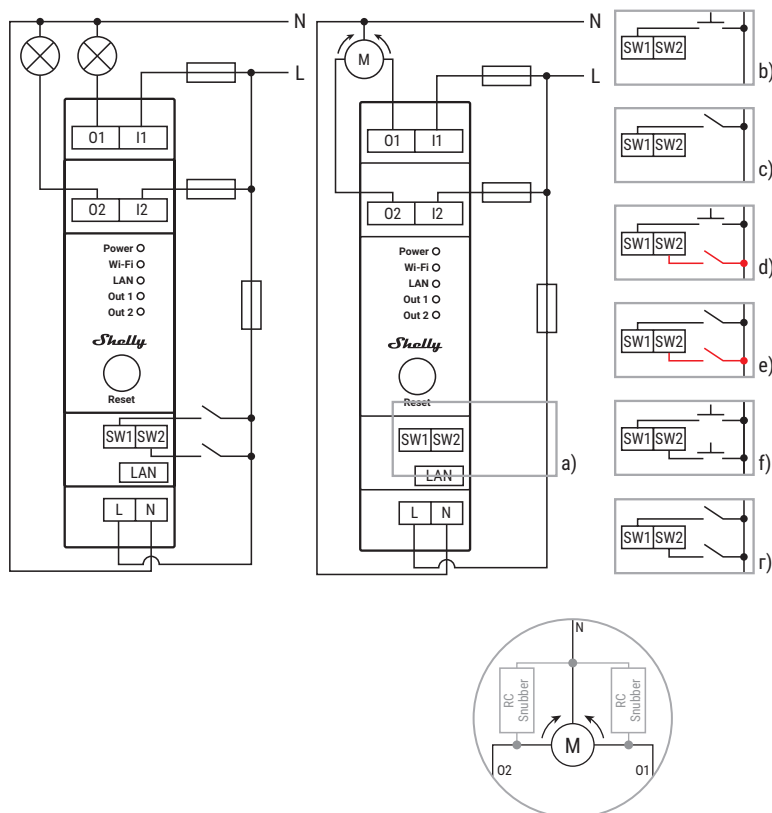 N
L
O1 I1
O2 I2
Power
Wi-Fi
LAN
Out 1
Out 2
Shelly
Reset
SW1 SW2
LAN
L N
N
L
M
O1 I1
O2 I2
Power
Wi-Fi
LAN
Out 1
Out 2
Shelly
Reset
SW1 SW2
a)
LAN
L N
SW1 SW2
b)
SW1 SW2
c)
SW1 SW2
d)
SW1 SW2
e)
SW1 SW2
f)
SW1 SW2
г)
N
RC
Snubber
RC
Snubber
M
O2
O1